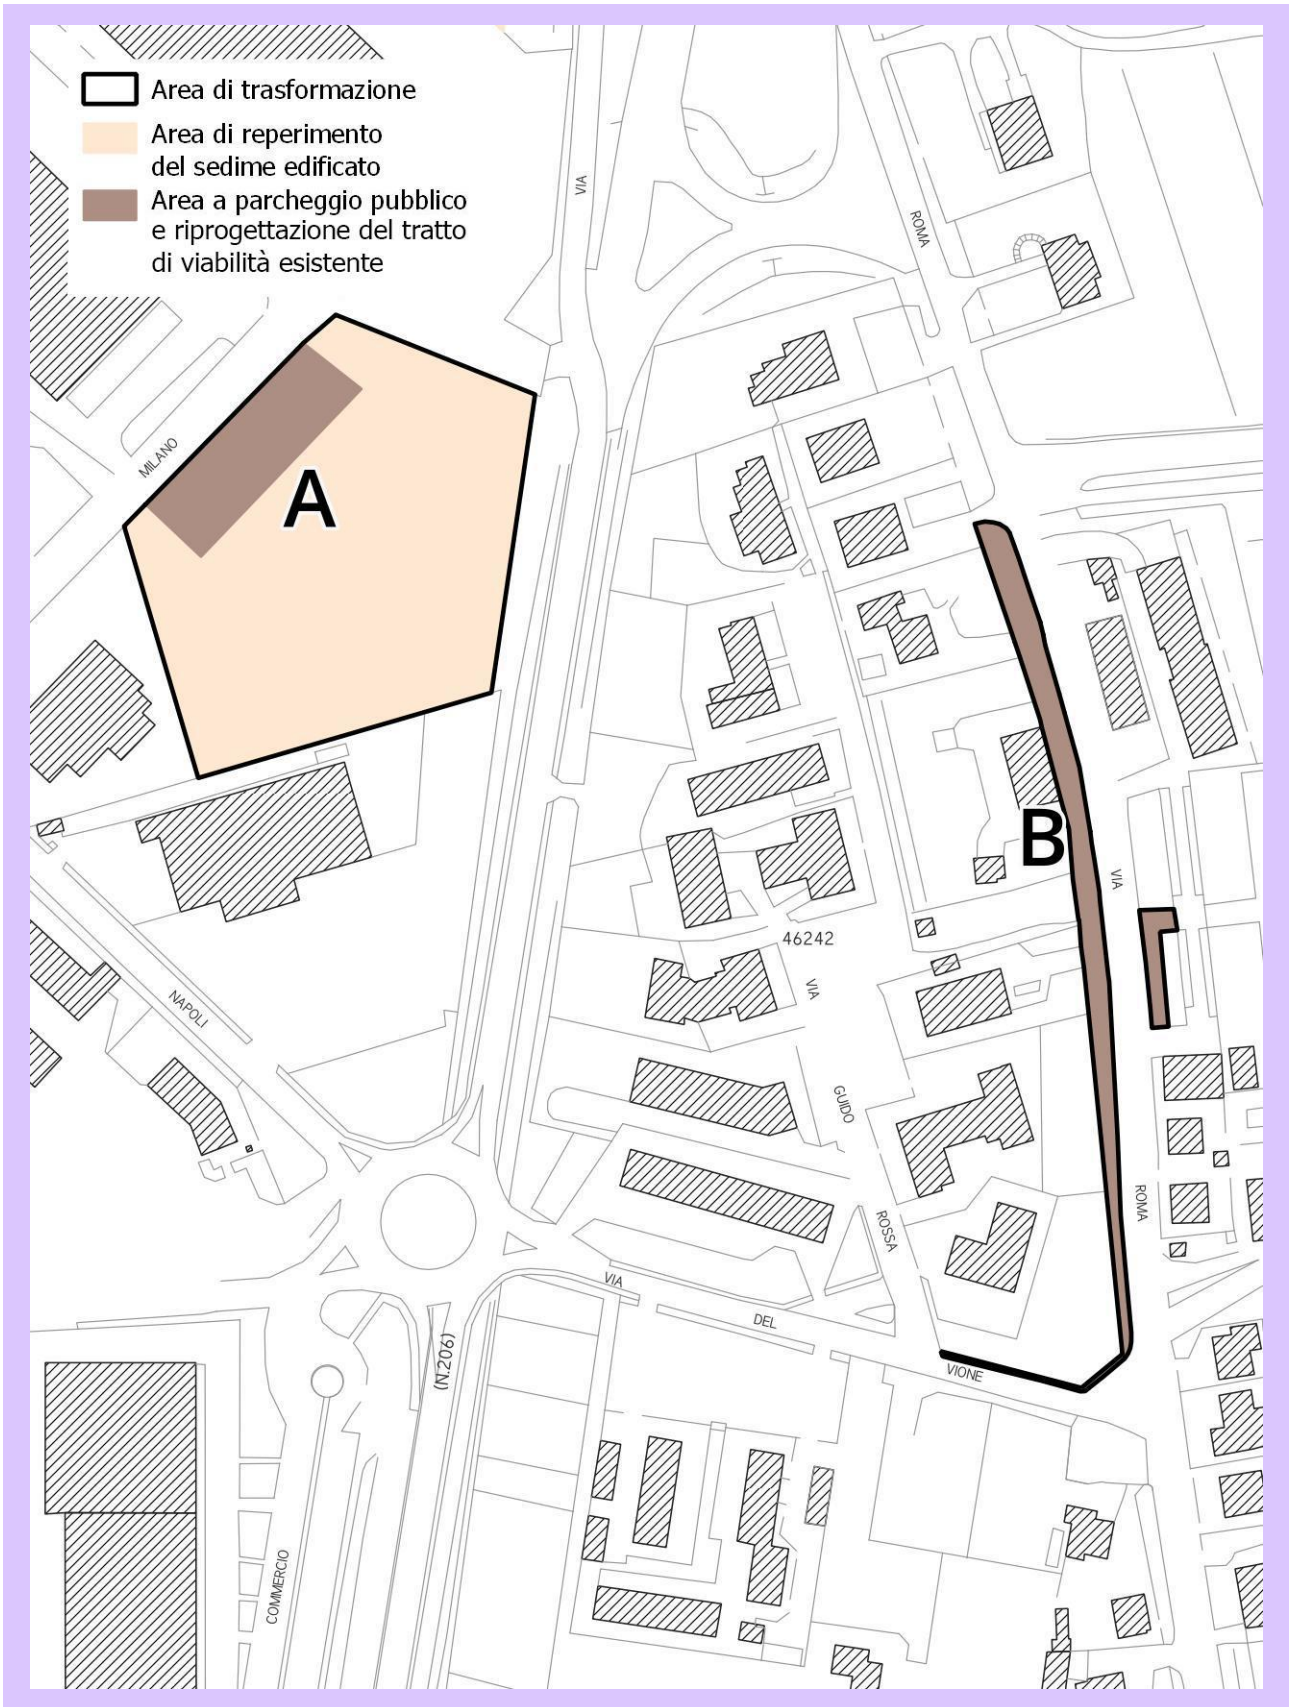 Area di trasformazione
Area di reperimento
del sedime edificato
Area a parcheggio pubblico
e riprogettazione del tratto
di viabilità esistente
VIA
ROMA
MILANO
A
B
VIA
46242
VIA
NAPOLI
GUIDO
ROMA
ROSSA
VIA
DEL
VIONE
(N.206)
COMMERCIO